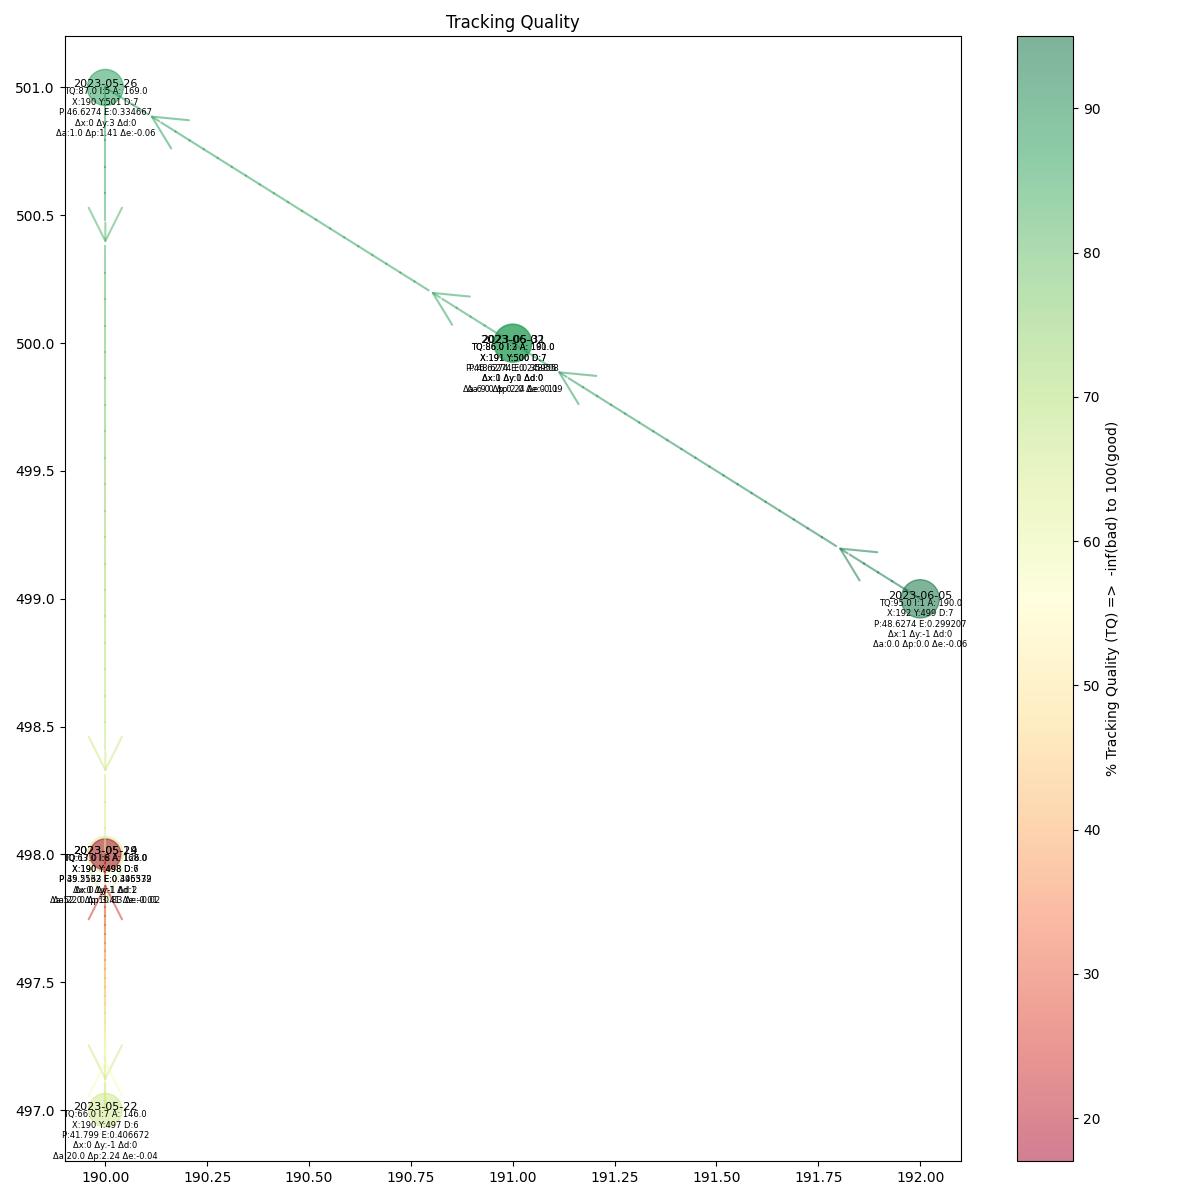 Tracking Quality
501.0
500.5
500.0
499.5
499.0
498.5
498.0
497.5
497.0
190.00
190.25
190.50
190.75
191.00
191.25
191.50
191.75
192.00
2023-05-26
TQ:87.0 I:5 A: 169.0
X:190 Y:501 D:7
P:46.6274 E:0.334667
Δx:0 Δy:3 Δd:0
Δa:1.0 Δp:1.41 Δe:-0.06
X:191 Y:500 D:7
2023-06-05
TQ:95.0 I:1 A: 190.0
X:192 Y:499 D:7
P:48.6274 E:0.299207
Δx:1 Δy:-1 Δd:0
Δa:0.0 Δp:0.0 Δe:-0.06
X:190 Y:498
2023-05-22
TQ:66.0 I:7 A: 146.0
X:190 Y:497 D:6
P:41.799 E:0.406672
Δx:0 Δy:-1 Δd:0
Δa:20.0 Δp:2.24 Δe:-0.04
90
80
70
60
50
40
30
20
% Tracking Quality (TQ) => -inf(bad) to 100(good)